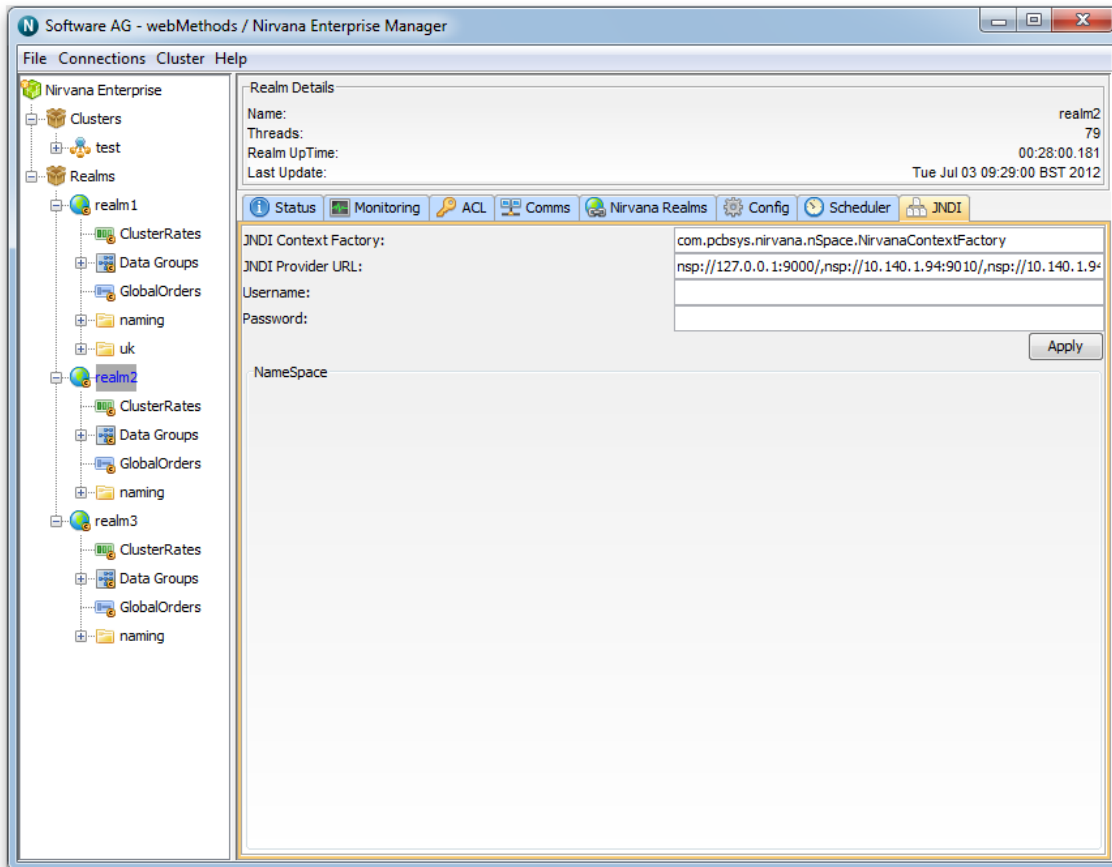 Software AG - webMethods / Nirvana Enterprise Manager
File Connections Cluster Help
Nirvana Enterprise
Clusters
test
Realms
realm1
ClusterRates
Data Groups
GlobalOrders
naming
uk
realm2
ClusterRates
Data Groups
GlobalOrders
naming
realm3
ClusterRates
Data Groups
GlobalOrders
naming
Realm Details
Name: realm2
Threads: 79
Realm UpTime: 00:28:00.181
Last Update: Tue Jul 03 09:29:00 BST 2012
Status Monitoring ACL Comms Nirvana Realms Config Scheduler JNDI
JNDI Context Factory: com.pcbsys.nirvana.nSpace.NirvanaContextFactory
JNDI Provider URL: nsp://127.0.0.1:9000/,nsp://10.140.1.94:9010/,nsp://10.140.1.94
Username:
Password:
Apply
NameSpace